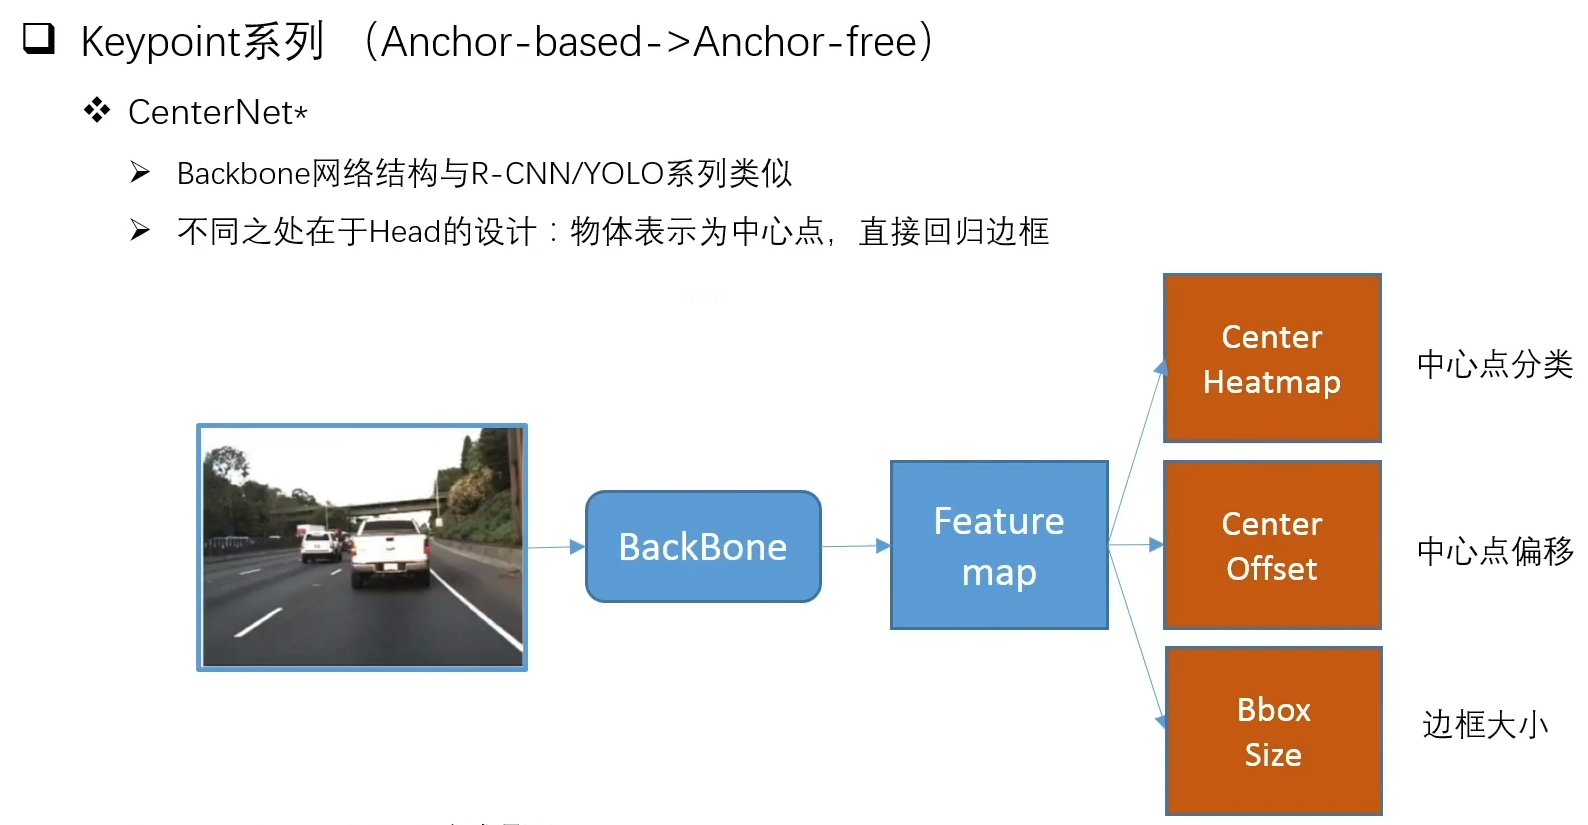 Keypoint系列 （Anchor-based->Anchor-free）
CenterNet*
Backbone网络结构与R-CNN/YOLO系列类似
不同之处在于Head的设计：物体表示为中心点，直接回归边框
Center
Heatmap
中心点分类
BackBone
Feature
map
Center
Offset
中心点偏移
Bbox
Size
边框大小